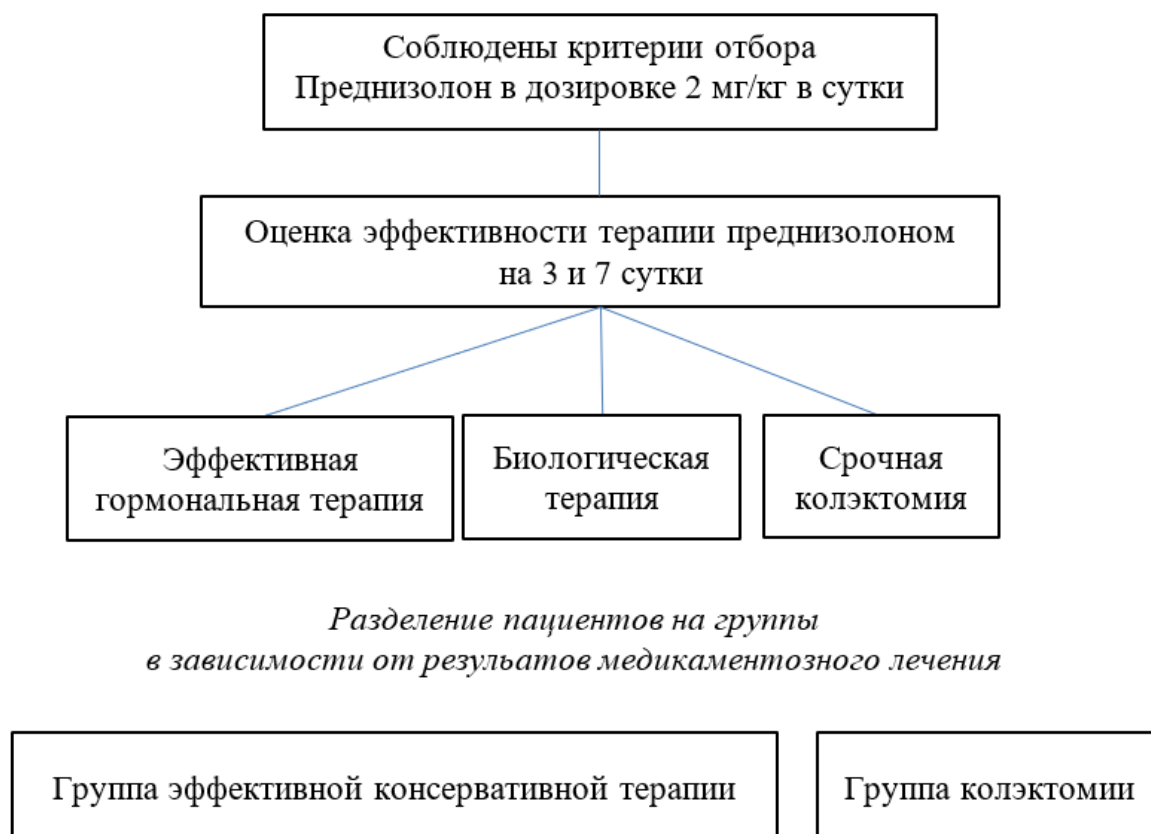 Соблюдены критерии отбора
Преднизолон в дозировке 2 мг/кг в сутки
Оценка эффективности терапии преднизолоном
на 3 и 7 сутки
Эффективная
гормональная терапия
Биологическая
терапия
Срочная
колэктомия
Разделение пациентов на группы
в зависимости от резульатов медикаментозного лечения
Группа эффективной консервативной терапии
Группа колэктомии